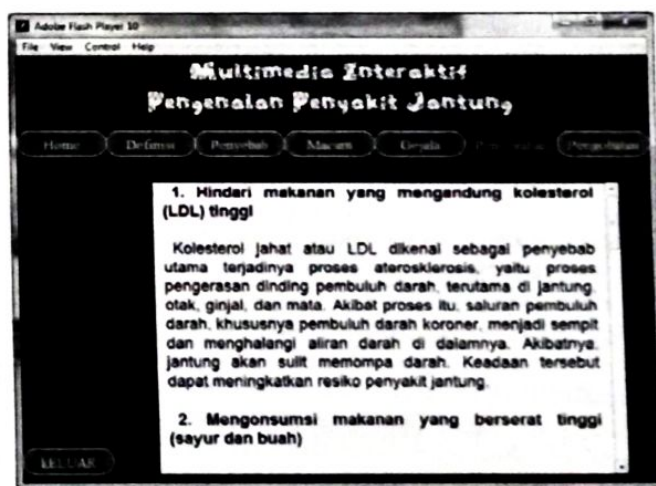 Adobe Flash Player 10
File View Control Help
Multimedia Interaktif
Pengenalan Penyakit Jantung
Home Definisi Penyebab Macam Gejala Pengobatan
1. Hindari makanan yang mengandung kolesterol
(LDL) tinggi
Kolesterol jahat atau LDL dikenal sebagai penyebab
utama terjadinya proses aterosklerosis, yaitu proses
pengerasan dinding pembuluh darah, terutama di jantung,
otak, ginjal, dan mata. Akibat proses itu, saluran pembuluh
darah, khususnya pembuluh darah koroner, menjadi sempit
dan menghalangi aliran darah di dalamnya. Akibatnya,
jantung akan sulit memompa darah. Keadaan tersebut
dapat meningkatkan resiko penyakit jantung.
2. Mengonsumsi makanan yang berserat tinggi
(sayur dan buah)
KELUAR